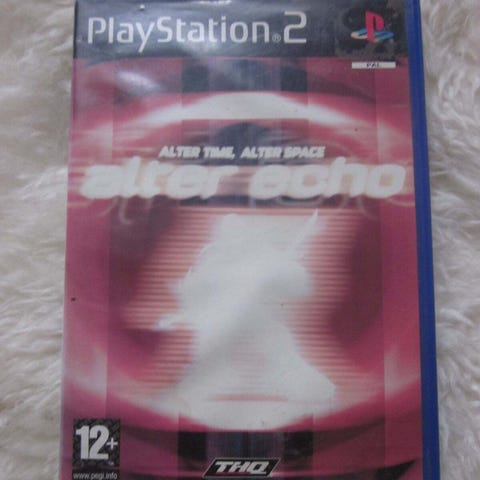 PlayStation®2
PAL
ALTER TIME, ALTER SPACE
alter echo
12+
www.pegi.info
THQ